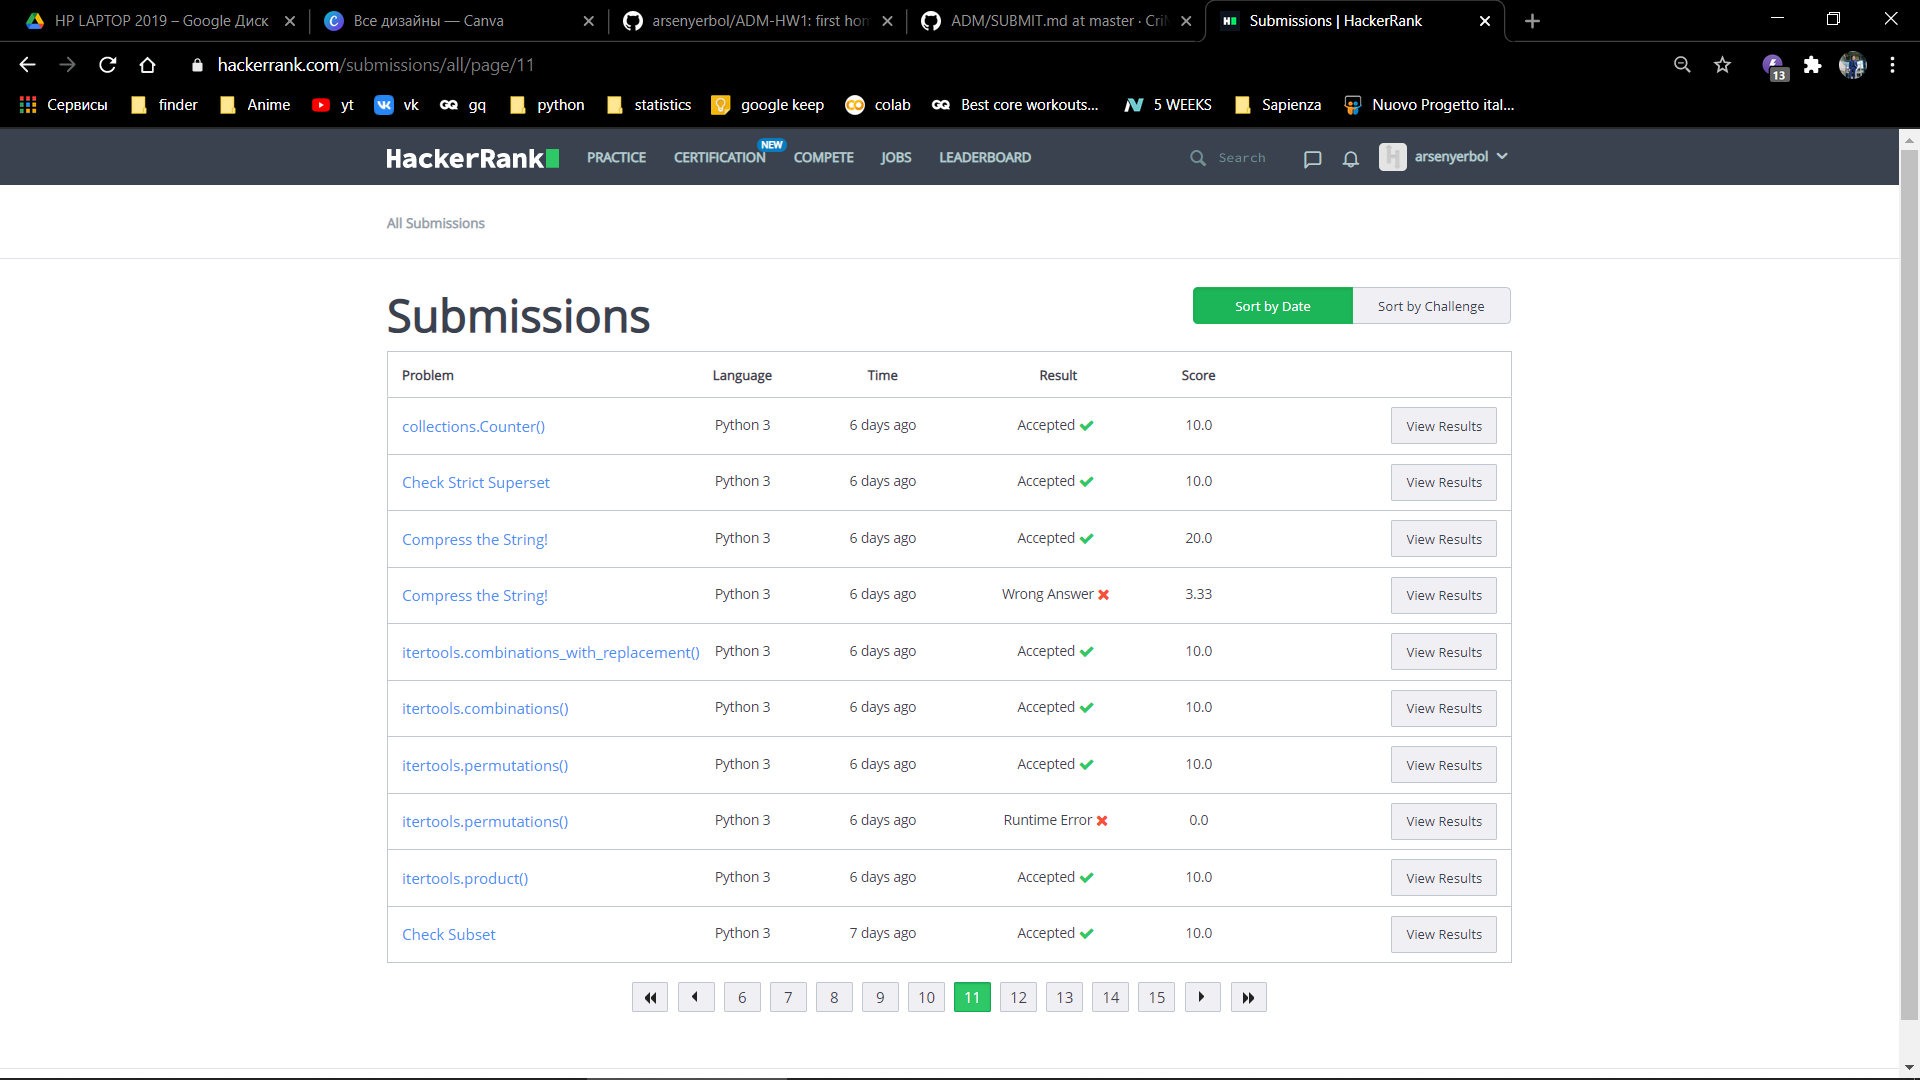 HP LAPTOP 2019 – Google Диск
Все дизайны — Canva
arsenyerbol/ADM-HW1: first hom
ADM/SUBMIT.md at master · CriM
Submissions | HackerRank
hackerrank.com/submissions/all/page/11
13
Сервисы finder Anime yt vk gq python statistics google keep colab Best core workouts... 5 WEEKS Sapienza Nuovo Progetto ital...
HackerRank PRACTICE CERTIFICATION NEW COMPETE JOBS LEADERBOARD Search arsenyerbol
All Submissions
Submissions
Sort by Date Sort by Challenge
Problem Language Time Result Score
collections.Counter() Python 3 6 days ago Accepted 10.0 View Results
Check Strict Superset Python 3 6 days ago Accepted 10.0 View Results
Compress the String! Python 3 6 days ago Accepted 20.0 View Results
Compress the String! Python 3 6 days ago Wrong Answer 3.33 View Results
itertools.combinations_with_replacement() Python 3 6 days ago Accepted 10.0 View Results
itertools.combinations() Python 3 6 days ago Accepted 10.0 View Results
itertools.permutations() Python 3 6 days ago Accepted 10.0 View Results
itertools.permutations() Python 3 6 days ago Runtime Error 0.0 View Results
itertools.product() Python 3 6 days ago Accepted 10.0 View Results
Check Subset Python 3 7 days ago Accepted 10.0 View Results
6 7 8 9 10 11 12 13 14 15